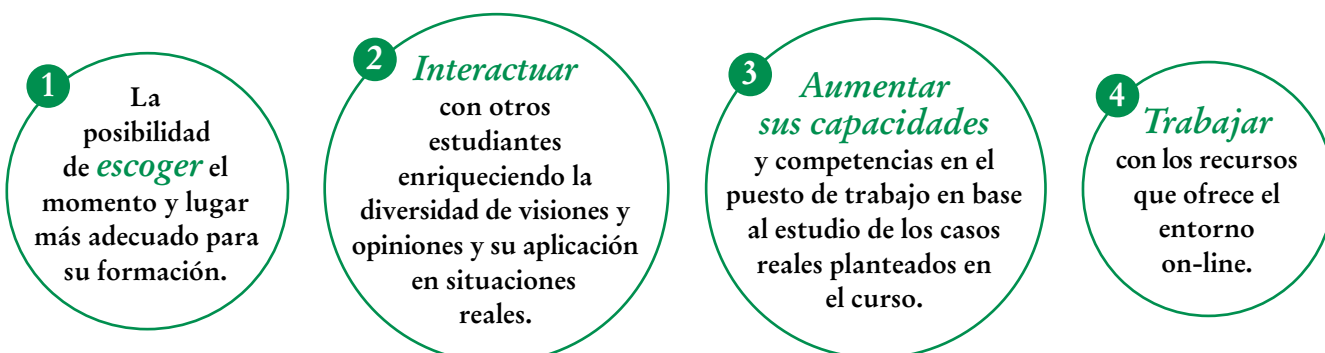 1
La
posibilidad
de escoger el
momento y lugar
más adecuado para
su formación.
2
Interactuar
con otros
estudiantes
enriqueciendo la
diversidad de visiones y
opiniones y su aplicación
en situaciones
reales.
3
Aumentar
sus capacidades
y competencias en el
puesto de trabajo en base
al estudio de los casos
reales planteados en
el curso.
4
Trabajar
con los recursos
que ofrece el
entorno
on-line.